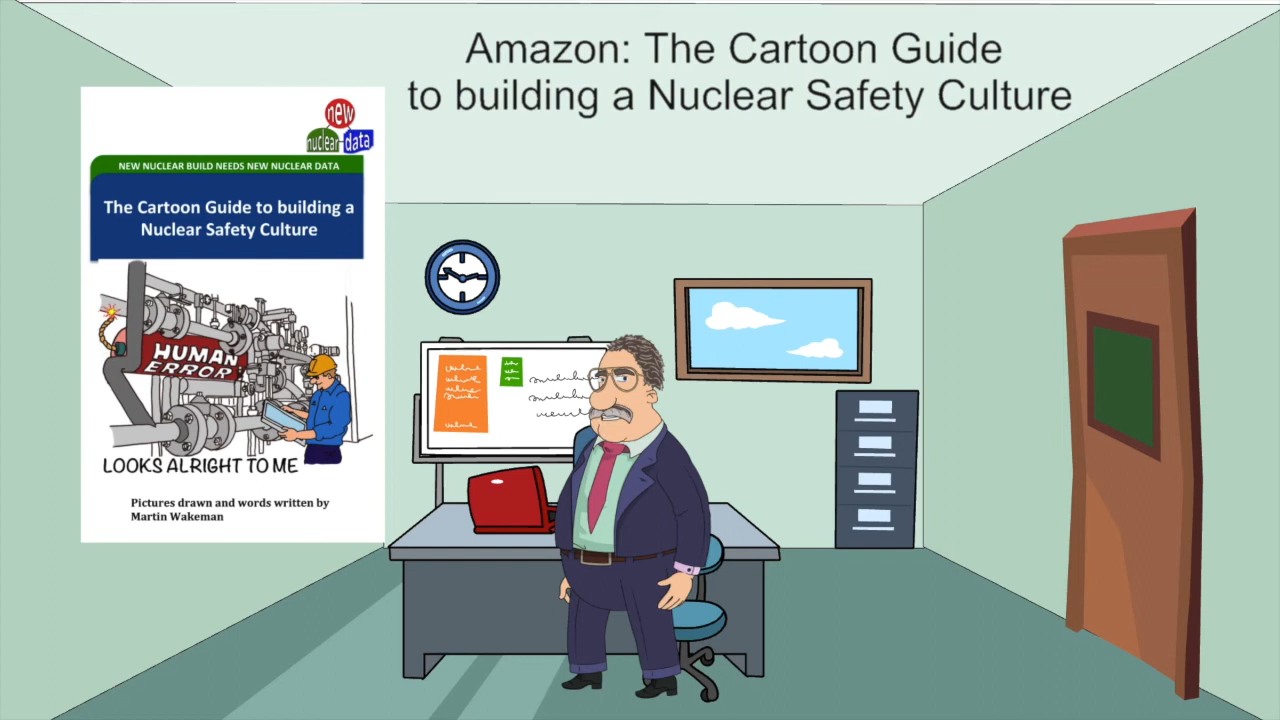 Amazon: The Cartoon Guide
to building a Nuclear Safety Culture
new
nuclear data
NEW NUCLEAR BUILD NEEDS NEW NUCLEAR DATA
The Cartoon Guide to building a
Nuclear Safety Culture
HUMAN
ERROR
LOOKS ALRIGHT TO ME
Pictures drawn and words written by
Martin Wakeman